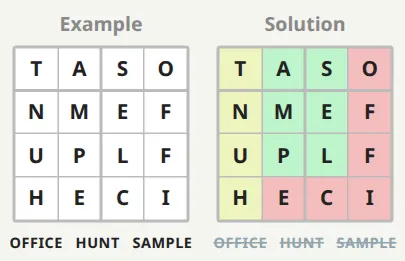 Example Solution
T A S O T A S O
N M E F N M E F
U P L F U P L F
H E C I H E C I
OFFICE HUNT SAMPLE OFFICE HUNT SAMPLE